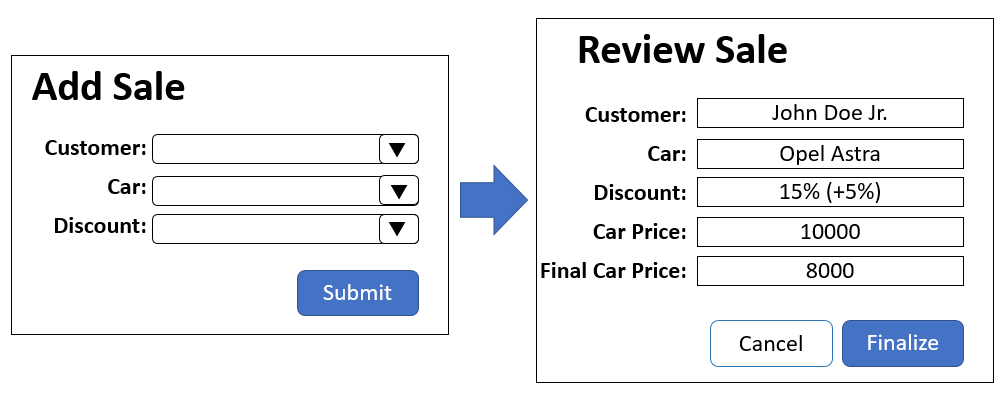 Add Sale
Customer:
Car:
Discount:
Submit
Review Sale
Customer: John Doe Jr.
Car: Opel Astra
Discount: 15% (+5%)
Car Price: 10000
Final Car Price: 8000
Cancel Finalize